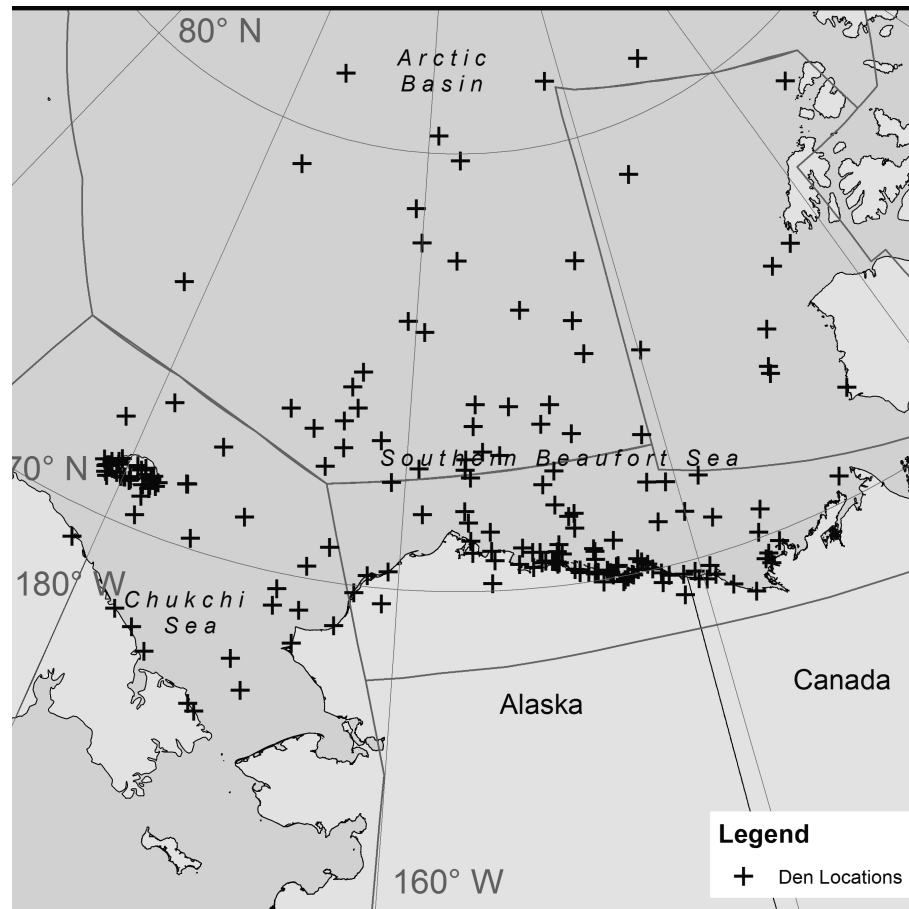 80° N
Arctic
Basin
70° N
Southern Beaufort Sea
180° W
Chukchi
Sea
Alaska
Canada
160° W
Legend
Den Locations